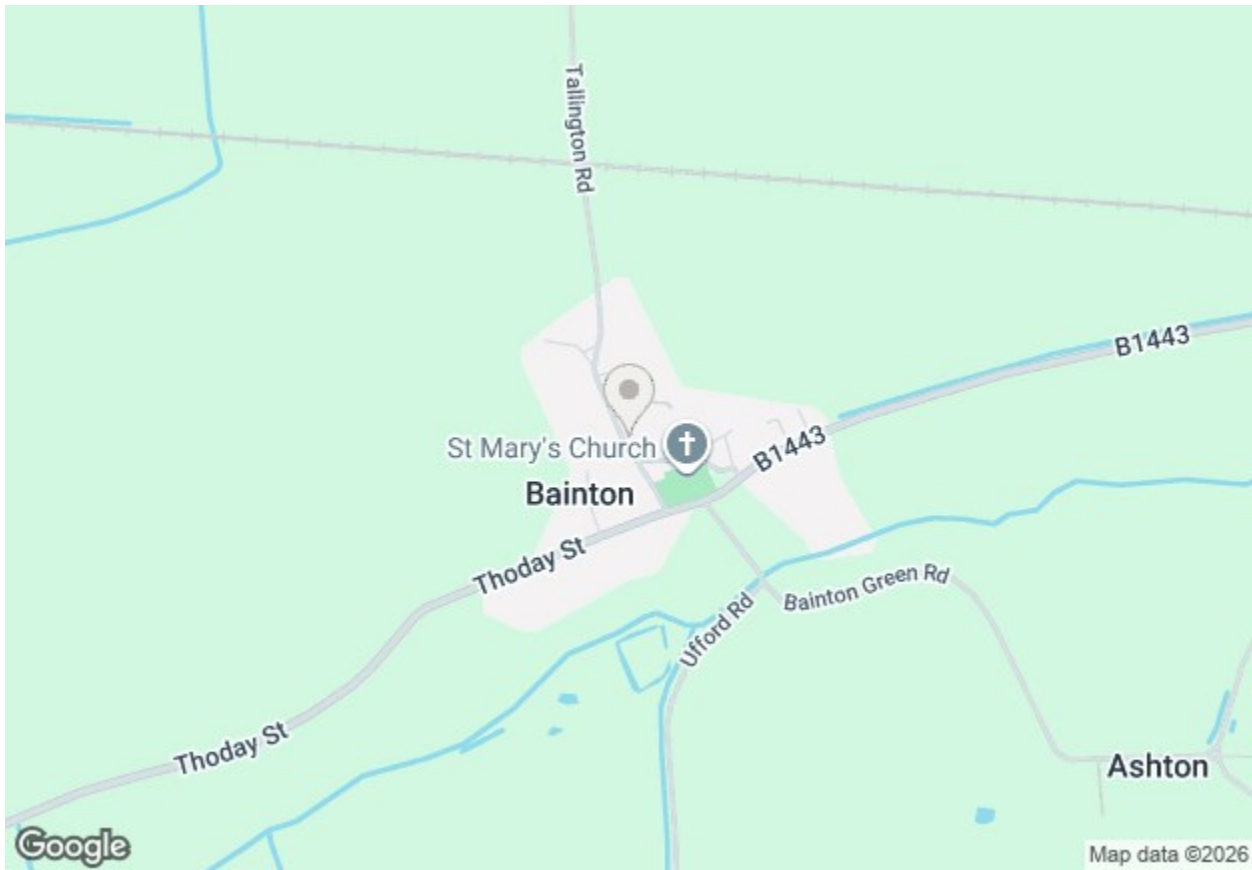 Tallington Rd
B1443
St Mary's Church
B1443
Bainton
Thoday St
Bainton Green Rd
Ufford Rd
Thoday St
Ashton
Google
Map data ©2026